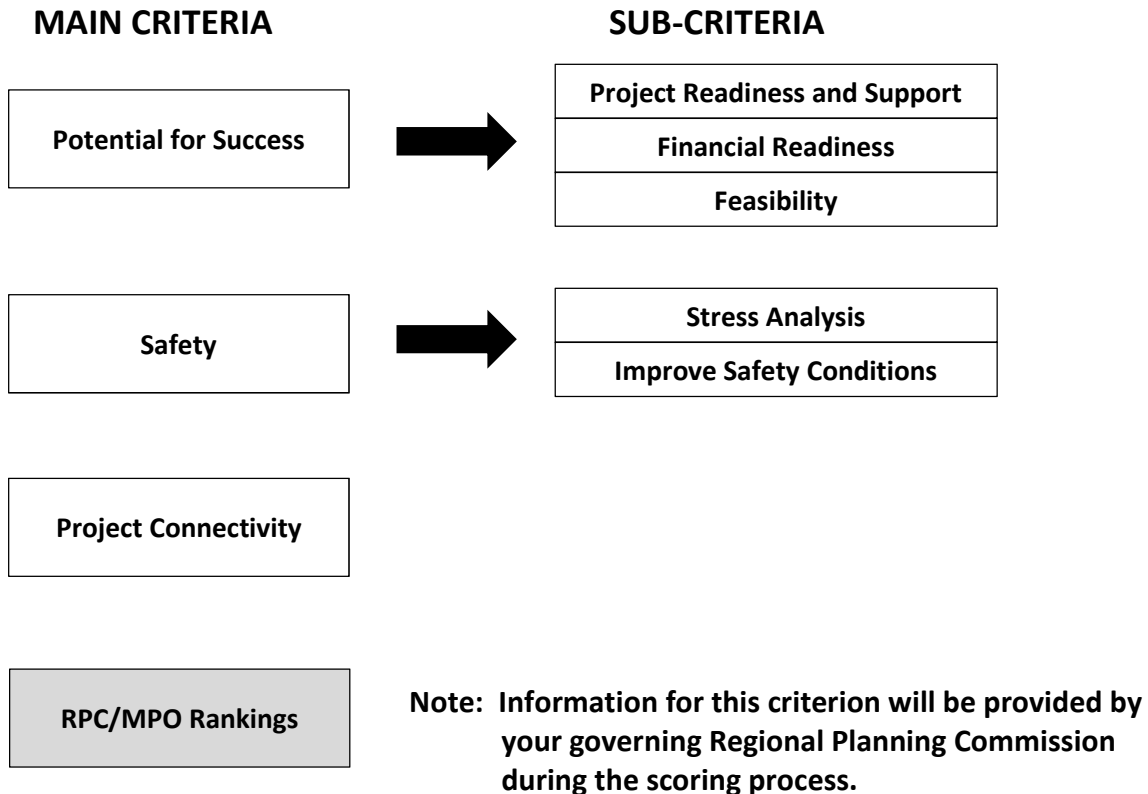 MAIN CRITERIA
SUB-CRITERIA
Potential for Success
Project Readiness and Support
Financial Readiness
Feasibility
Safety
Stress Analysis
Improve Safety Conditions
Project Connectivity
RPC/MPO Rankings
Note: Information for this criterion will be provided by
your governing Regional Planning Commission
during the scoring process.